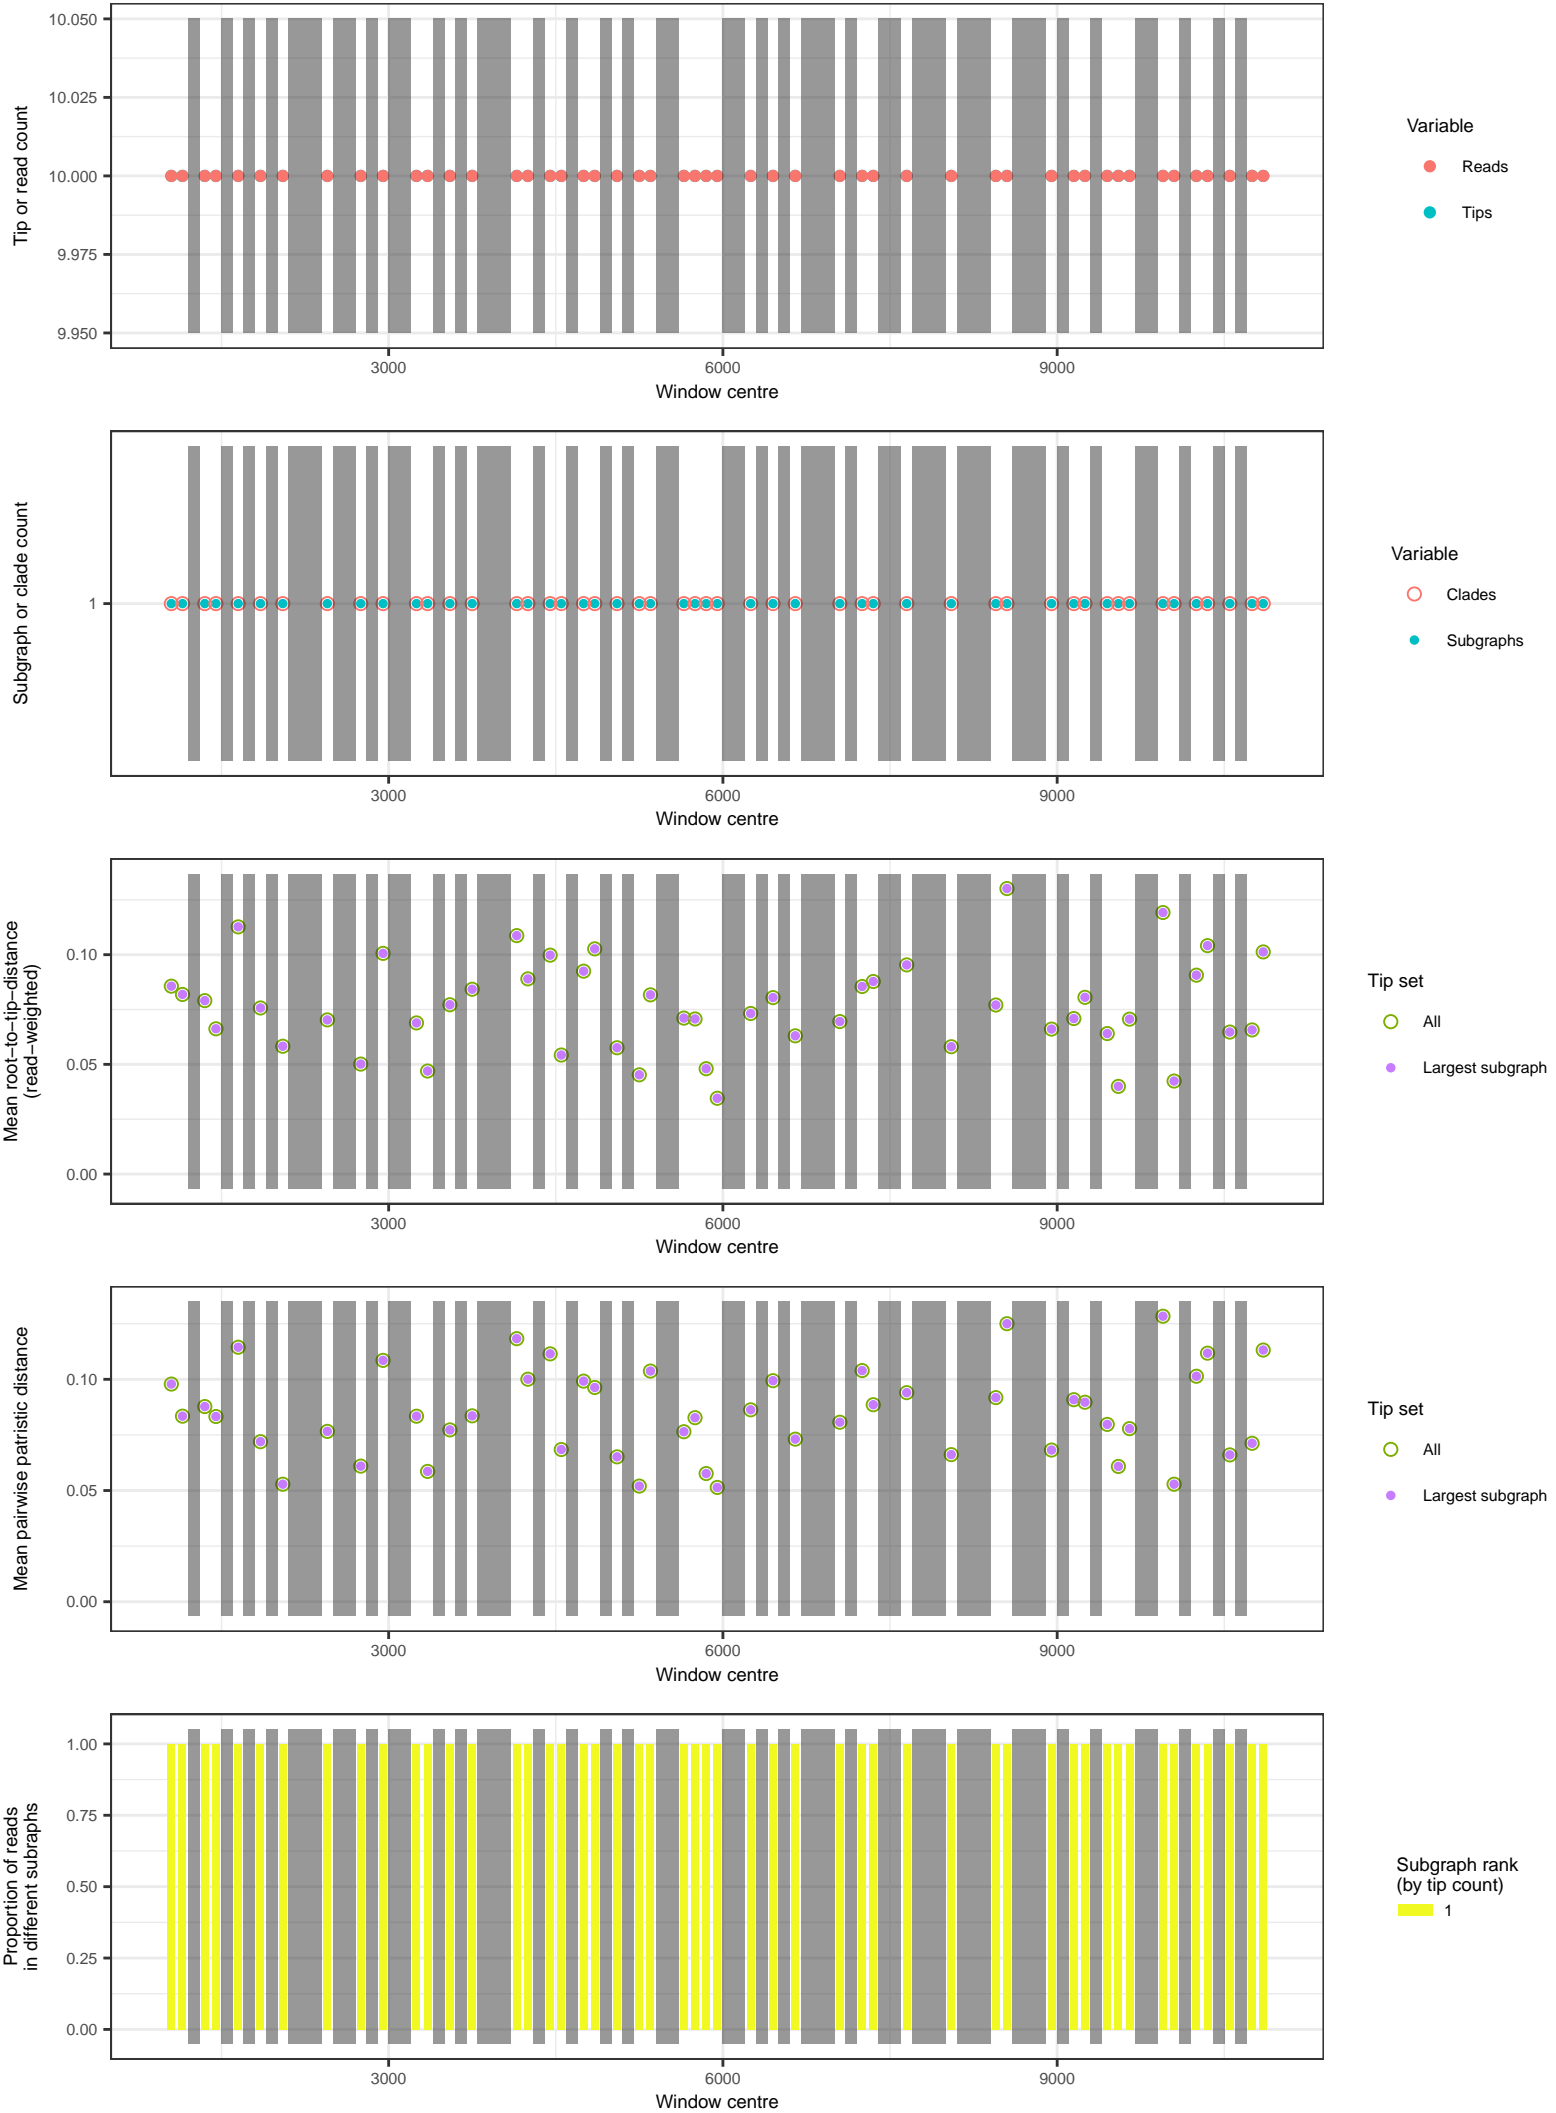 10.050
10.025
10.000
9.975
9.950
Tip or read count
3000
6000
9000
Window centre
Variable
Reads
Tips
1
Subgraph or clade count
3000
6000
9000
Window centre
Variable
Clades
Subgraphs
0.10
0.05
0.00
Mean root−to−tip−distance
(read−weighted)
3000
6000
9000
Window centre
Tip set
All
Largest subgraph
0.10
0.05
0.00
Mean pairwise patristic distance
3000
6000
9000
Window centre
Tip set
All
Largest subgraph
1.00
0.75
0.50
0.25
0.00
Proportion of reads
in different subraphs
3000
6000
9000
Window centre
Subgraph rank
(by tip count)
1